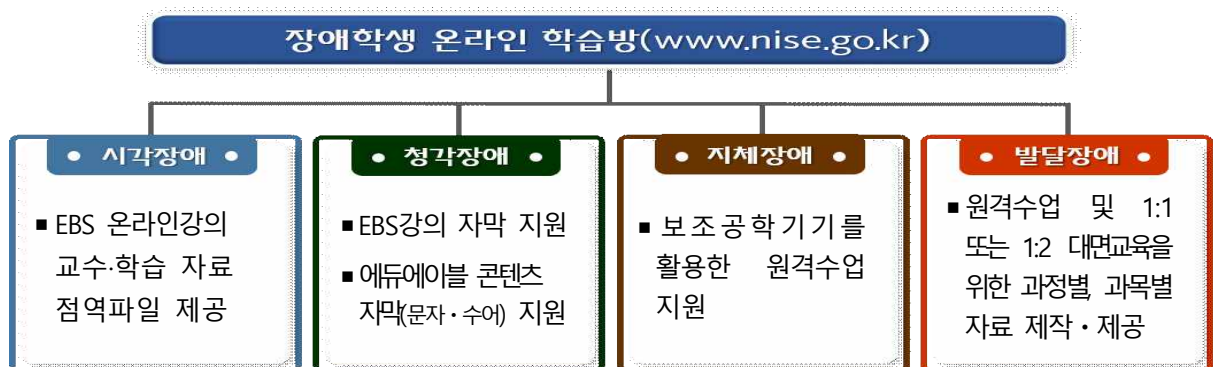 장애학생 온라인 학습방(www.nise.go.kr)
• 시각장애 •
▪ EBS 온라인강의
교수·학습 자료
점역파일 제공
• 청각장애 •
▪ EBS강의 자막 지원
▪ 에듀에이블 콘텐츠
자막(문자・수어) 지원
• 지체장애 •
▪ 보조공학기기를
활용한 원격수업
지원
• 발달장애 •
▪ 원격수업 및 1:1
또는 1:2 대면교육을
위한 과정별, 과목별
자료 제작・제공